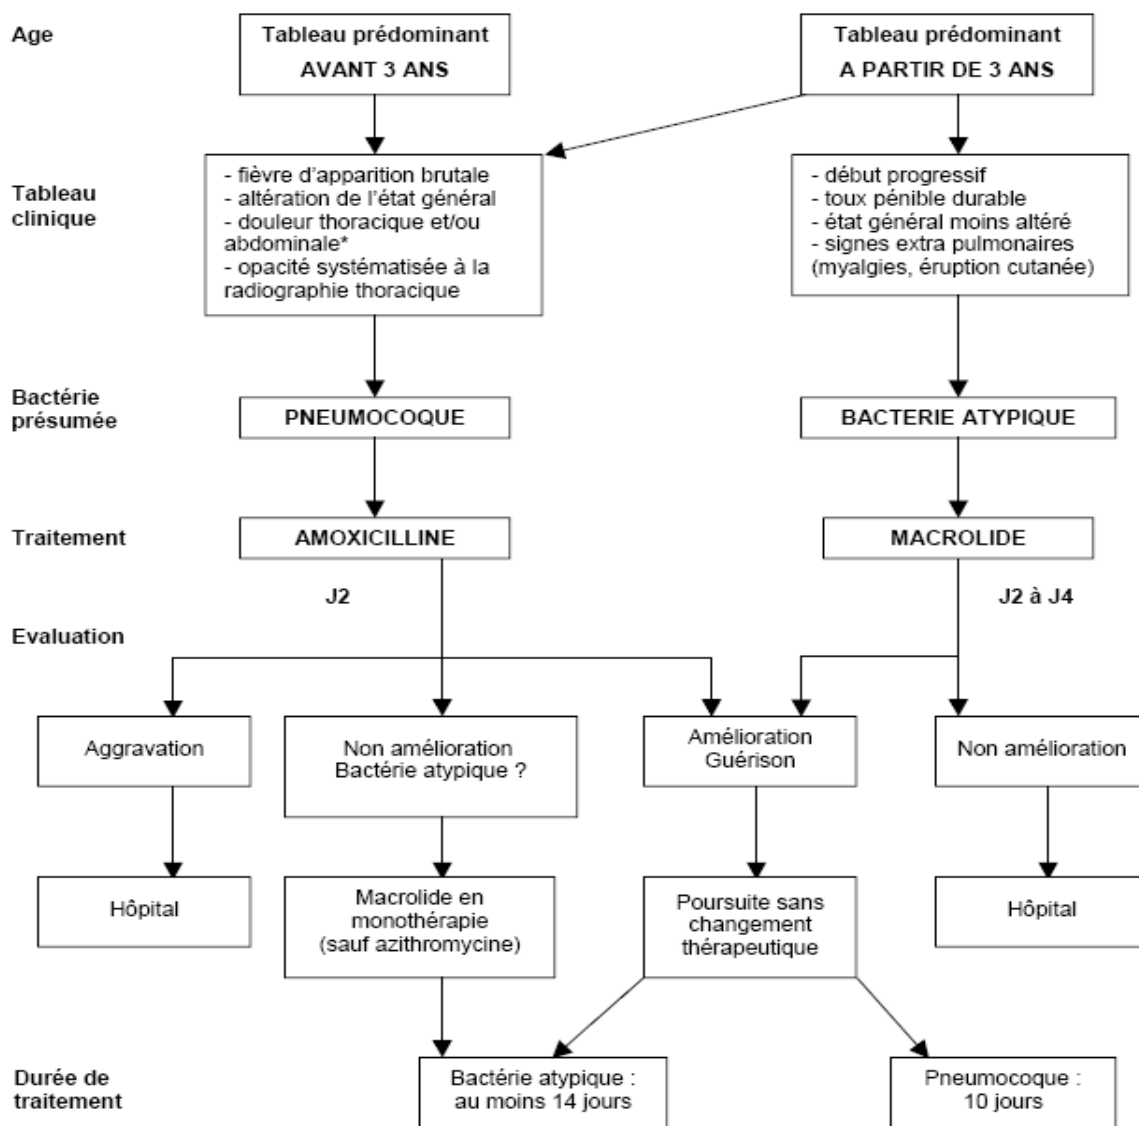 Age
Tableau prédominant
AVANT 3 ANS
Tableau prédominant
A PARTIR DE 3 ANS
Tableau
clinique
- fièvre d'apparition brutale
- altération de l'état général
- douleur thoracique et/ou
abdominale*
- opacité systématisée à la
radiographie thoracique
- début progressif
- toux pénible durable
- état général moins altéré
- signes extra pulmonaires
(myalgies, éruption cutanée)
Bactérie
présumée
PNEUMOCOQUE
BACTERIE ATYPIQUE
Traitement
AMOXICILLINE
MACROLIDE
J2
J2 à J4
Evaluation
Aggravation
Non amélioration
Bactérie atypique ?
Amélioration
Guérison
Non amélioration
Hôpital
Macrolide en
monothérapie
(sauf azithromycine)
Poursuite sans
changement
thérapeutique
Hôpital
Durée de
traitement
Bactérie atypique :
au moins 14 jours
Pneumocoque :
10 jours